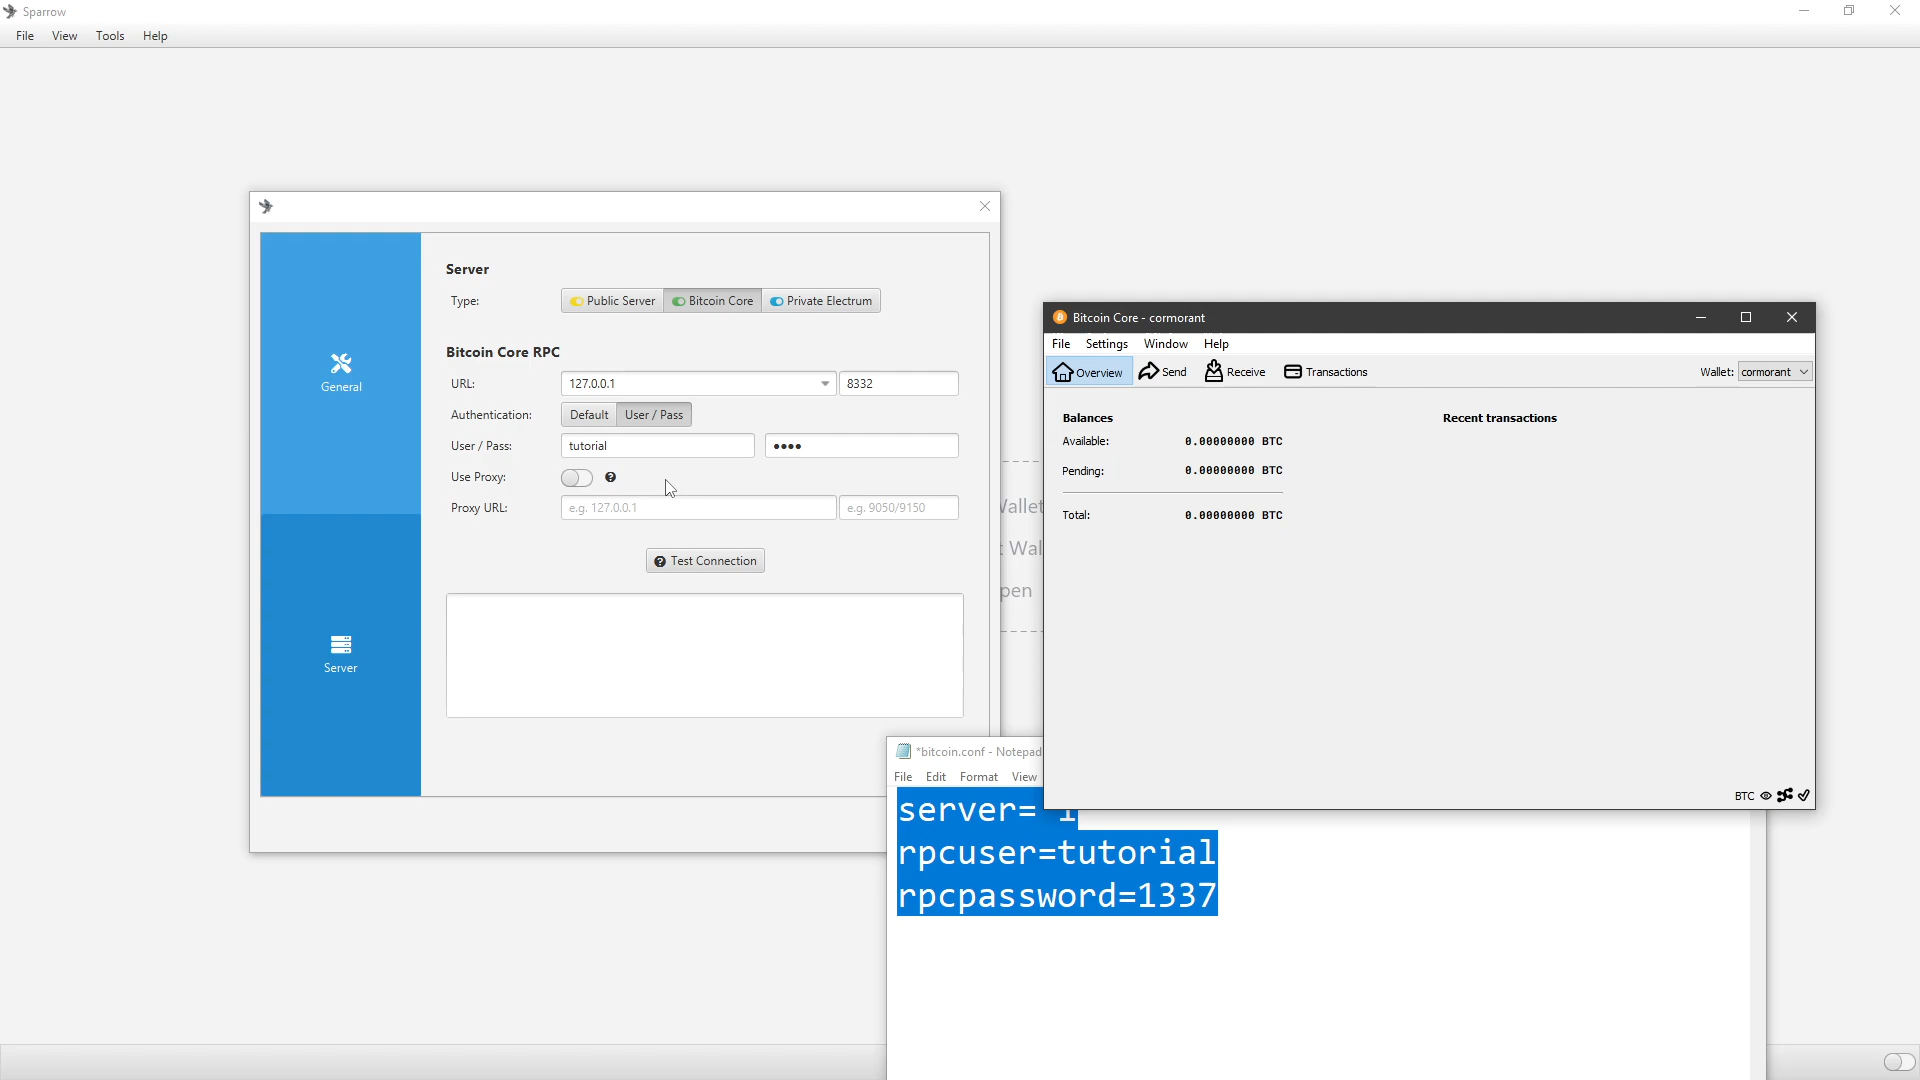 Sparrow
File View Tools Help
Server
Type: Public Server Bitcoin Core Private Electrum
Bitcoin Core RPC
URL: 127.0.0.1 8332
Authentication: Default User / Pass
User / Pass: tutorial ••••
Use Proxy:
Proxy URL: e.g. 127.0.0.1 e.g. 9050/9150
Test Connection
General
Server
Bitcoin Core - cormorant
File Settings Window Help
Overview Send Receive Transactions Wallet: cormorant
Balances Recent transactions
Available: 0.00000000 BTC
Pending: 0.00000000 BTC
Total: 0.00000000 BTC
BTC
*bitcoin.conf - Notepad
File Edit Format View
server= 1
rpcuser=tutorial
rpcpassword=1337